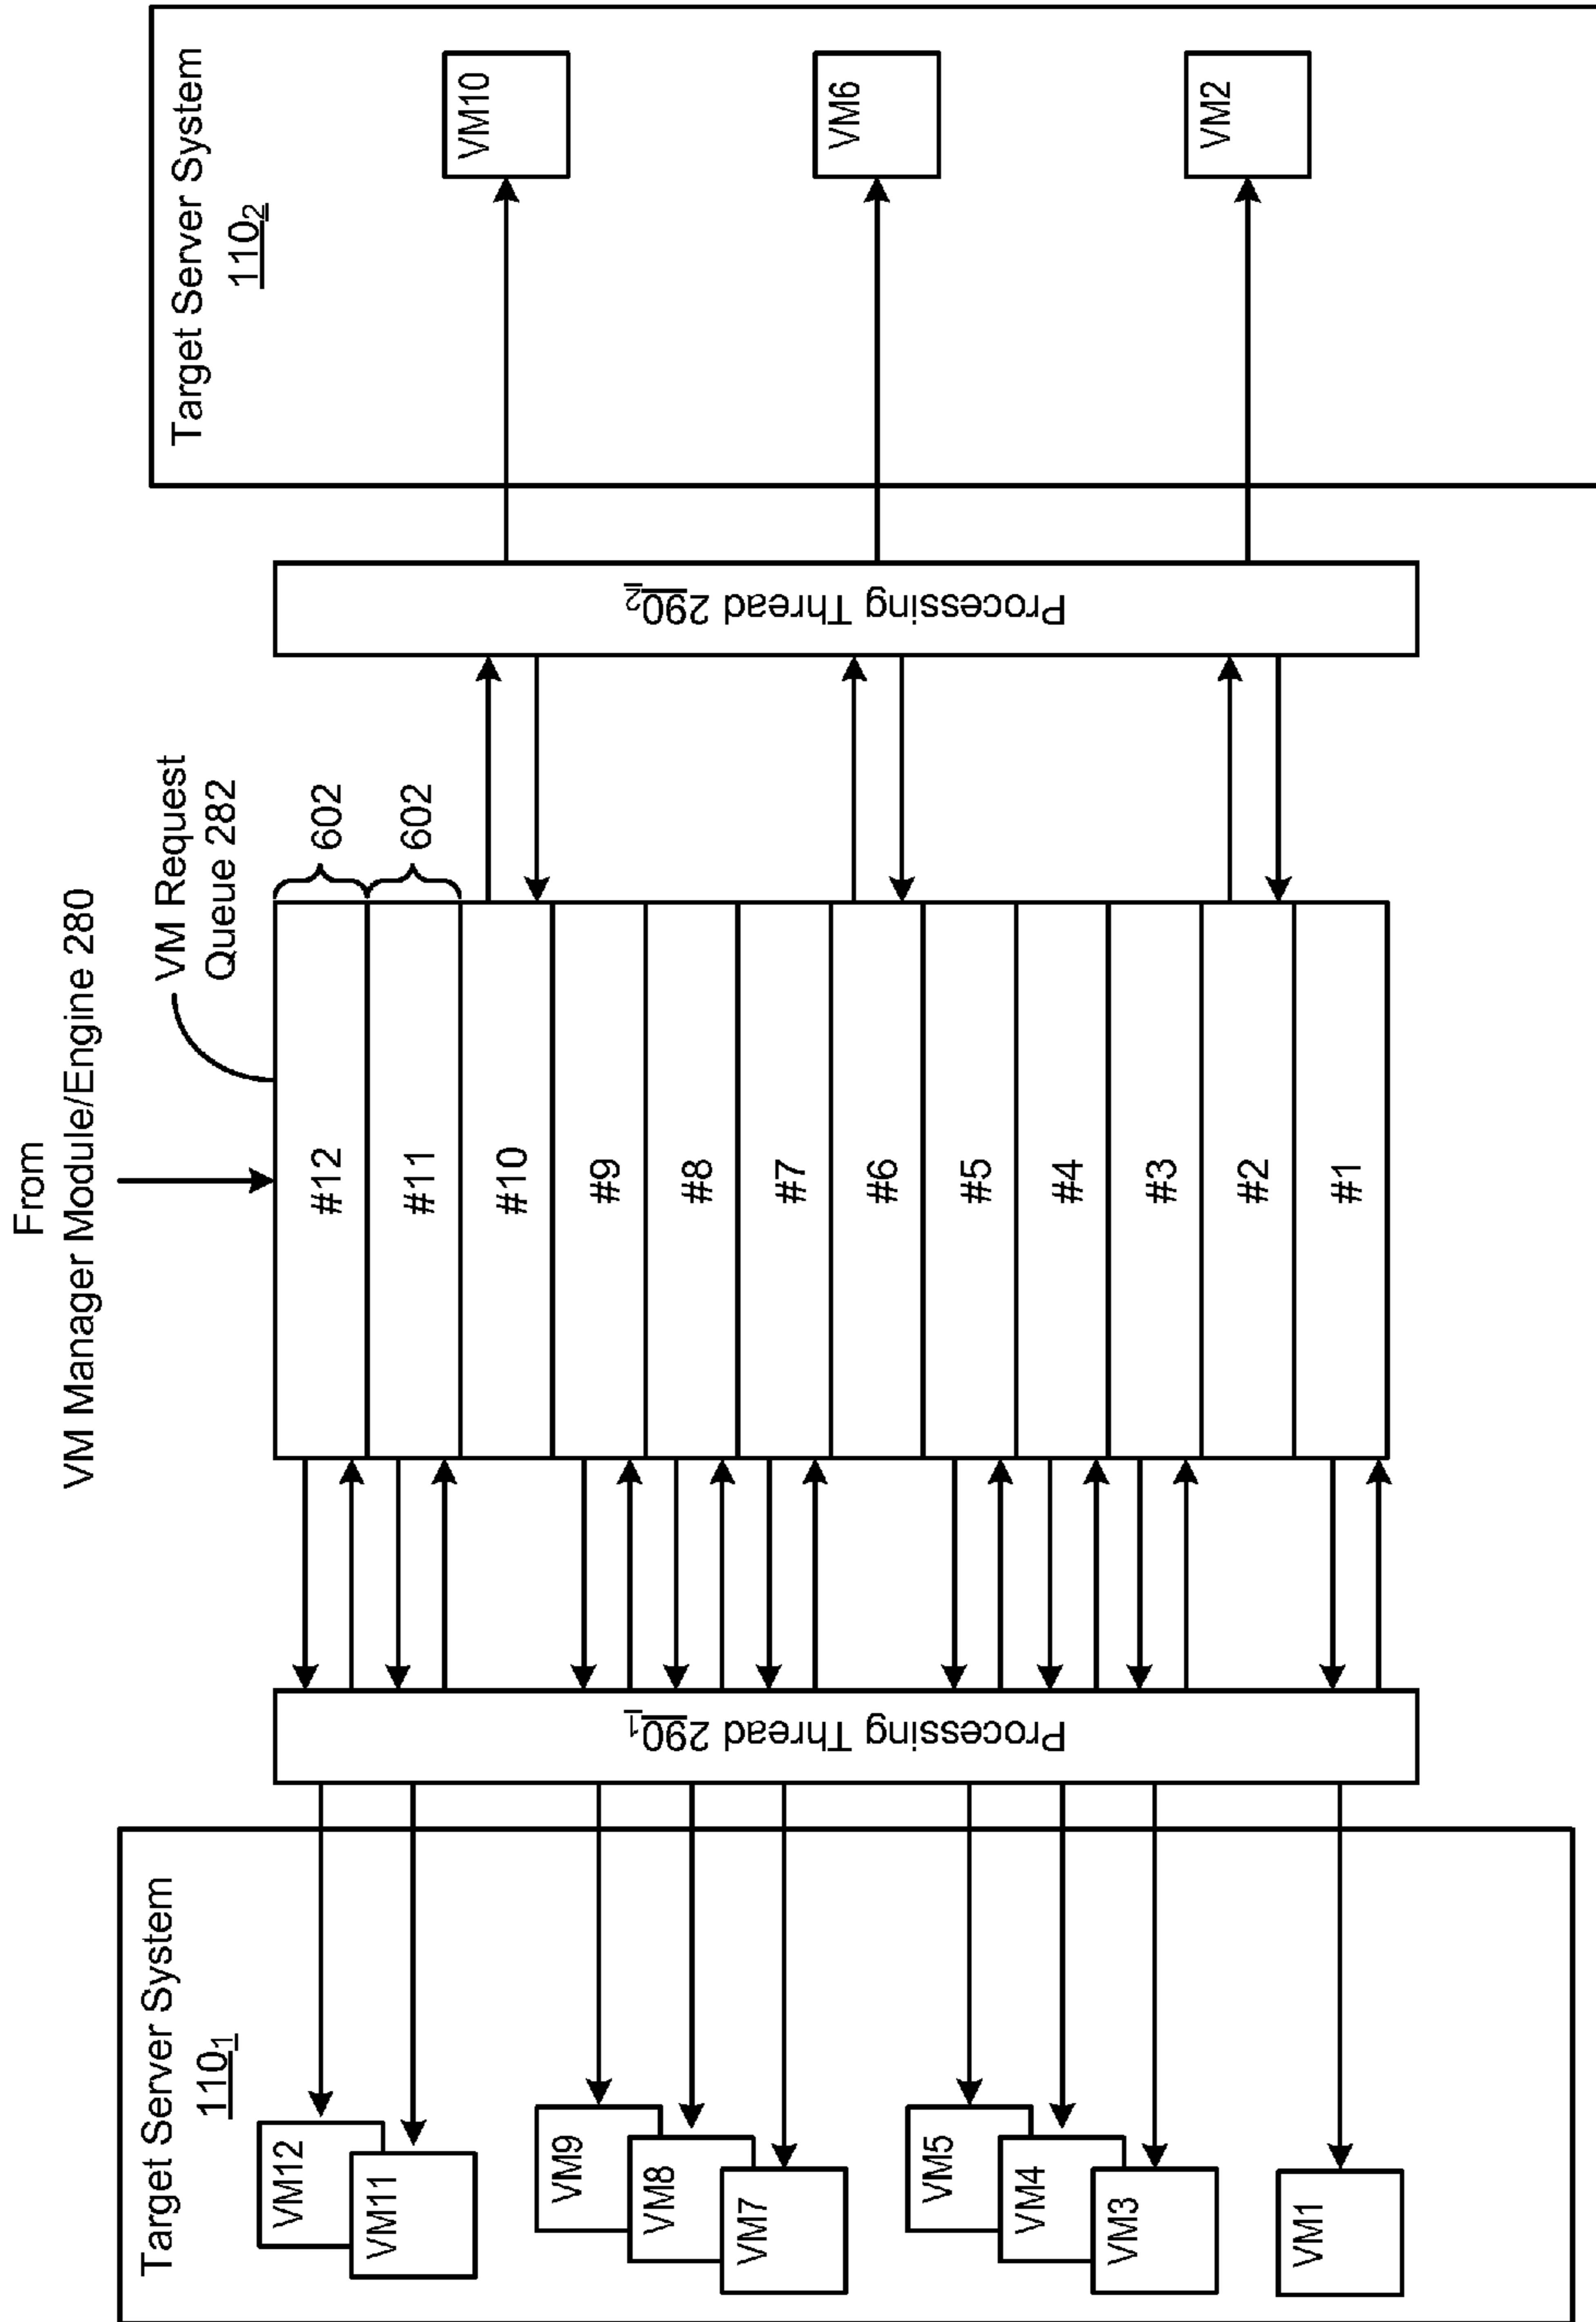 From
VM Manager Module/Engine 280
VM Request
Queue 282
602
602
Target Server System
110₁
VM12
VM11
VM9
VM8
VM7
VM5
VM4
VM3
VM1
Processing Thread 290₁
#12
#11
#10
#9
#8
#7
#6
#5
#4
#3
#2
#1
Processing Thread 290₂
Target Server System
110₂
VM10
VM6
VM2